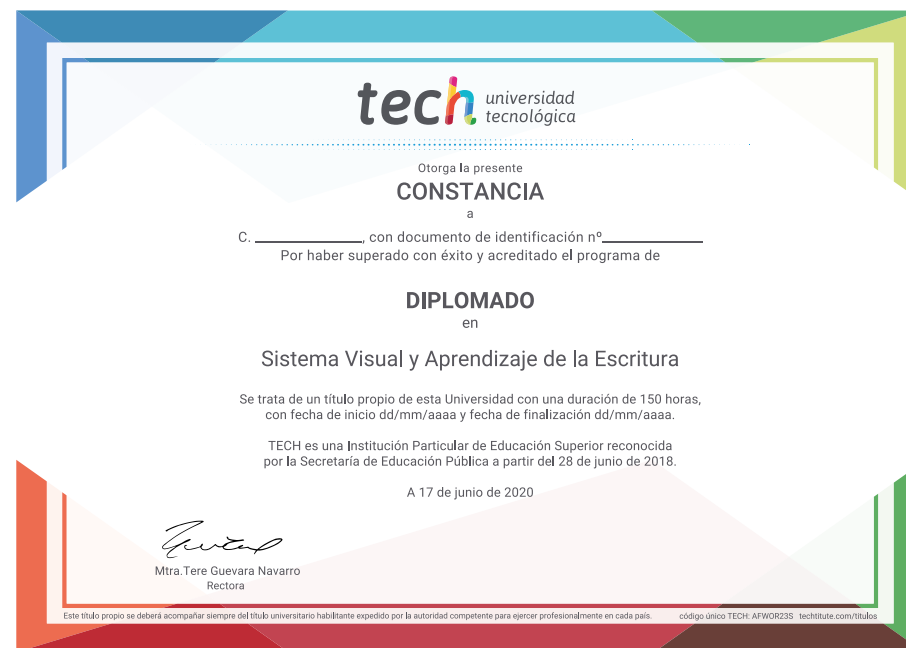 tech universidad
tecnológica
Otorga la presente
CONSTANCIA
a
C. ______________, con documento de identificación nº_____________
Por haber superado con éxito y acreditado el programa de
DIPLOMADO
en
Sistema Visual y Aprendizaje de la Escritura
Se trata de un título propio de esta Universidad con una duración de 150 horas,
con fecha de inicio dd/mm/aaaa y fecha de finalización dd/mm/aaaa.
TECH es una Institución Particular de Educación Superior reconocida
por la Secretaría de Educación Pública a partir del 28 de junio de 2018.
A 17 de junio de 2020
Mtra.Tere Guevara Navarro
Rectora
Este título propio se deberá acompañar siempre del título universitario habilitante expedido por la autoridad competente para ejercer profesionalmente en cada país. código único TECH: AFWOR23S techtitute.com/titulos